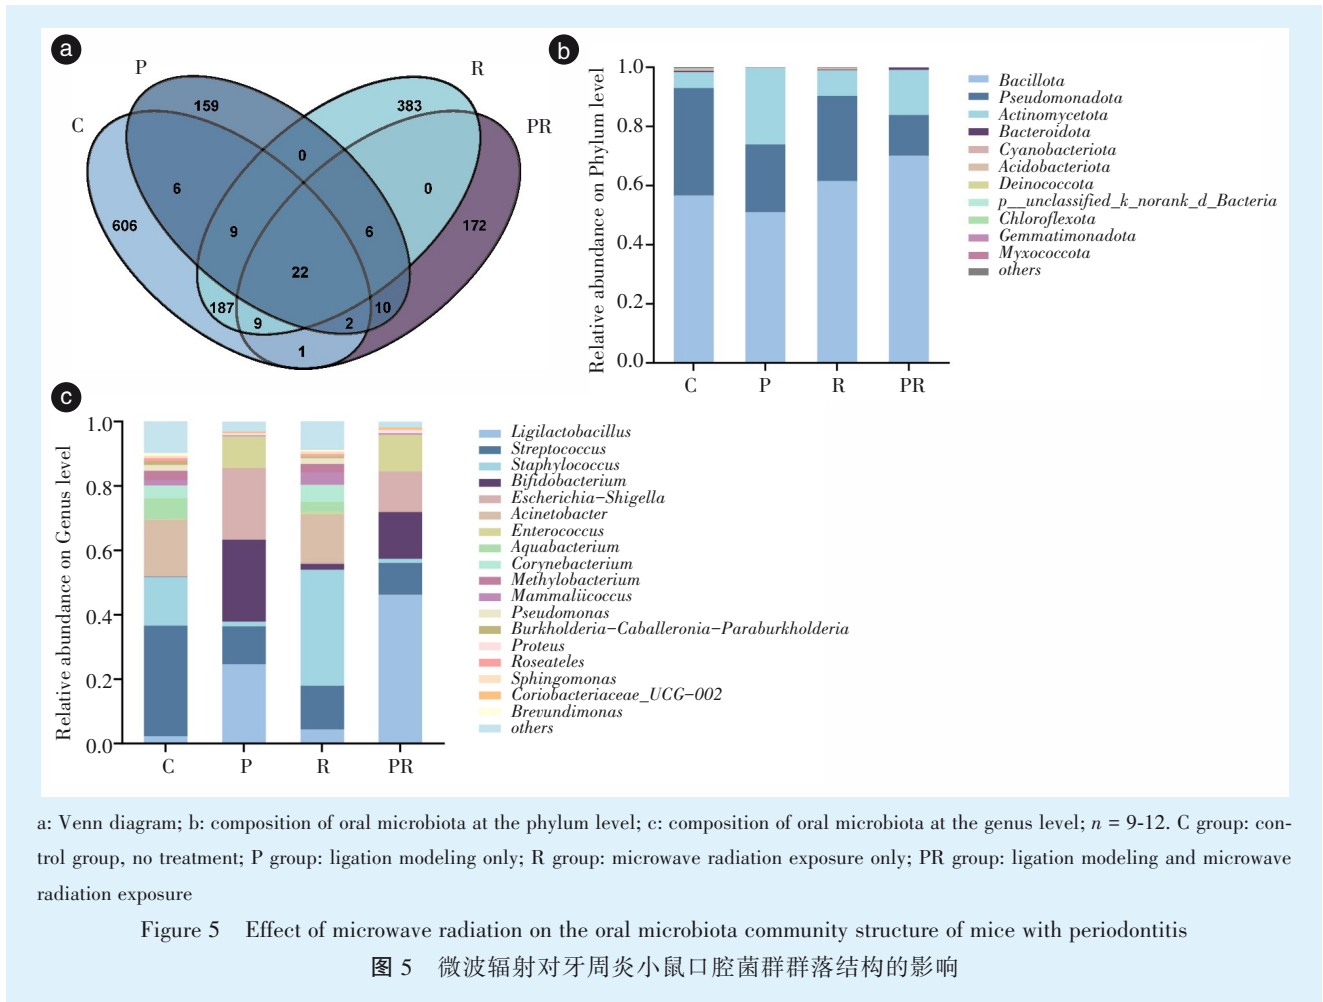 a
P
R
C
PR
159
383
0
6
0
606
9
6
172
22
187
9
2
10
1
b
Relative abundance on Phylum level
1.0
0.8
0.6
0.4
0.2
0.0
C P R PR
Bacillota
Pseudomonadota
Actinomycetota
Bacteroidota
Cyanobacteriota
Acidobacteriota
Deinococcota
p__unclassified_k_norank_d_Bacteria
Chloroflexota
Gemmatimonadota
Myxococcota
others
c
Relative abundance on Genus level
1.0
0.8
0.6
0.4
0.2
0.0
C P R PR
Ligilactobacillus
Streptococcus
Staphylococcus
Bifidobacterium
Escherichia-Shigella
Acinetobacter
Enterococcus
Aquabacterium
Corynebacterium
Methylobacterium
Mammaliicoccus
Pseudomonas
Burkholderia-Caballeronia-Paraburkholderia
Proteus
Roseateles
Sphingomonas
Coriobacteriaceae_UCG-002
Brevundimonas
others
a: Venn diagram; b: composition of oral microbiota at the phylum level; c: composition of oral microbiota at the genus level; n = 9-12. C group: con-
trol group, no treatment; P group: ligation modeling only; R group: microwave radiation exposure only; PR group: ligation modeling and microwave
radiation exposure
Figure 5 Effect of microwave radiation on the oral microbiota community structure of mice with periodontitis
图 5 微波辐射对牙周炎小鼠口腔菌群群落结构的影响